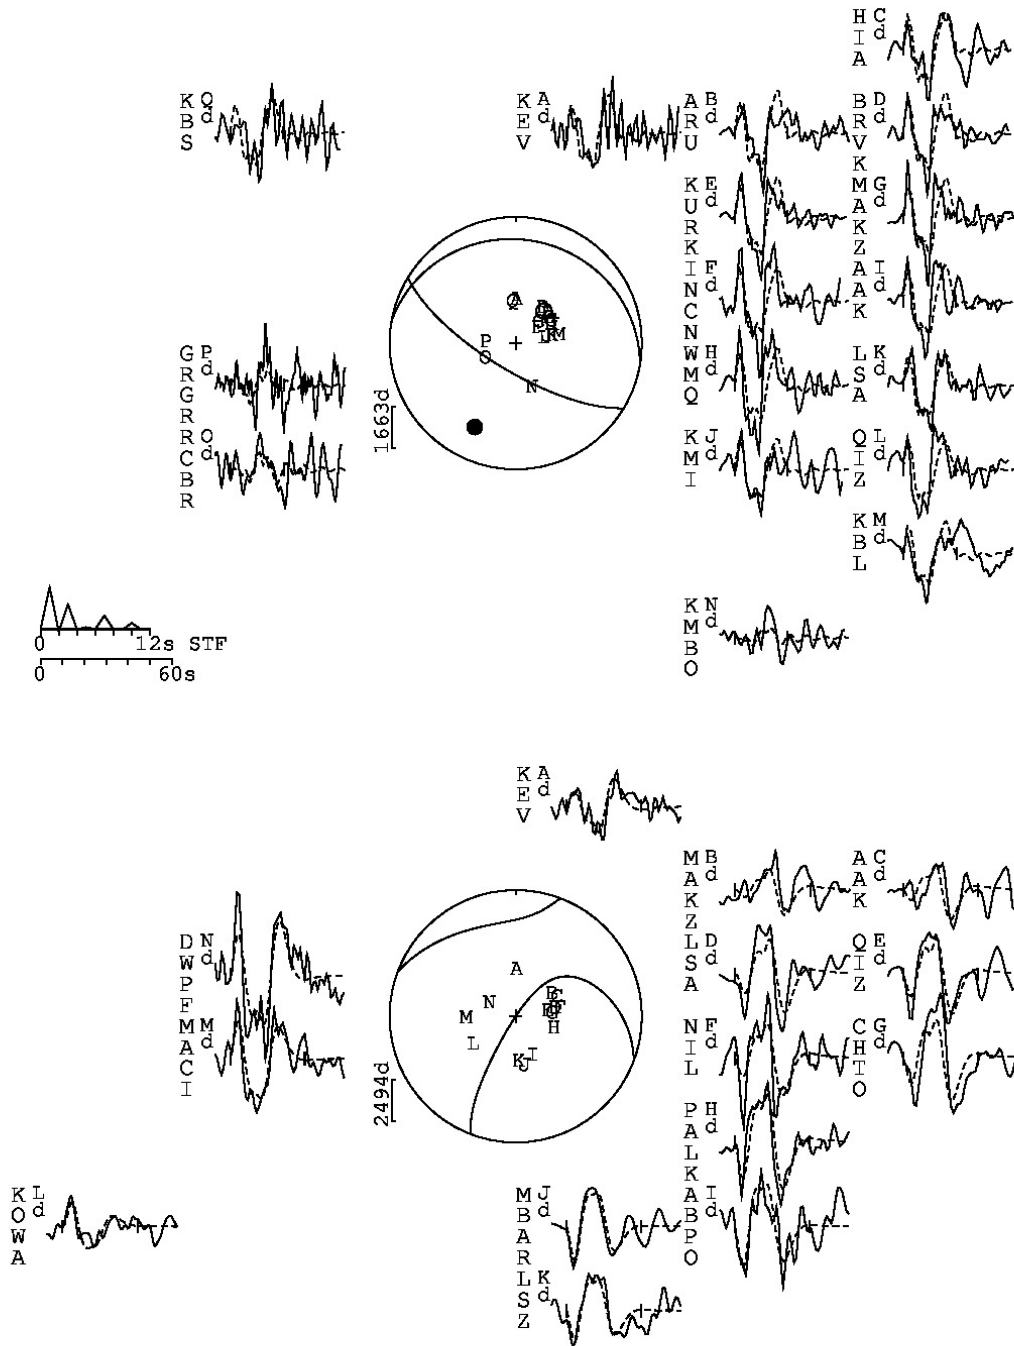 HIA C d
KBS Q d
KEV A d
ARU B d
BRVK D d
KURK E d
MAKZ G d
INCN F d
AAK I d
GRGR P d
WMQ H d
LSA K d
RCBR O d
KMI J d
QIZ L d
KBL M d
KMBO N d
A
Q
M
P
O
N
1663d
0 12s STF
0 60s
KEV A d
MAKZ B d
AAK C d
DWPF N d
LSA D d
QIZ E d
MACI M d
NIL F d
CHTO G d
PALK H d
KOWA L d
MBAR J d
ABPO I d
LSZ K d
A
B
N
M
H
L
K
J
I
2494d